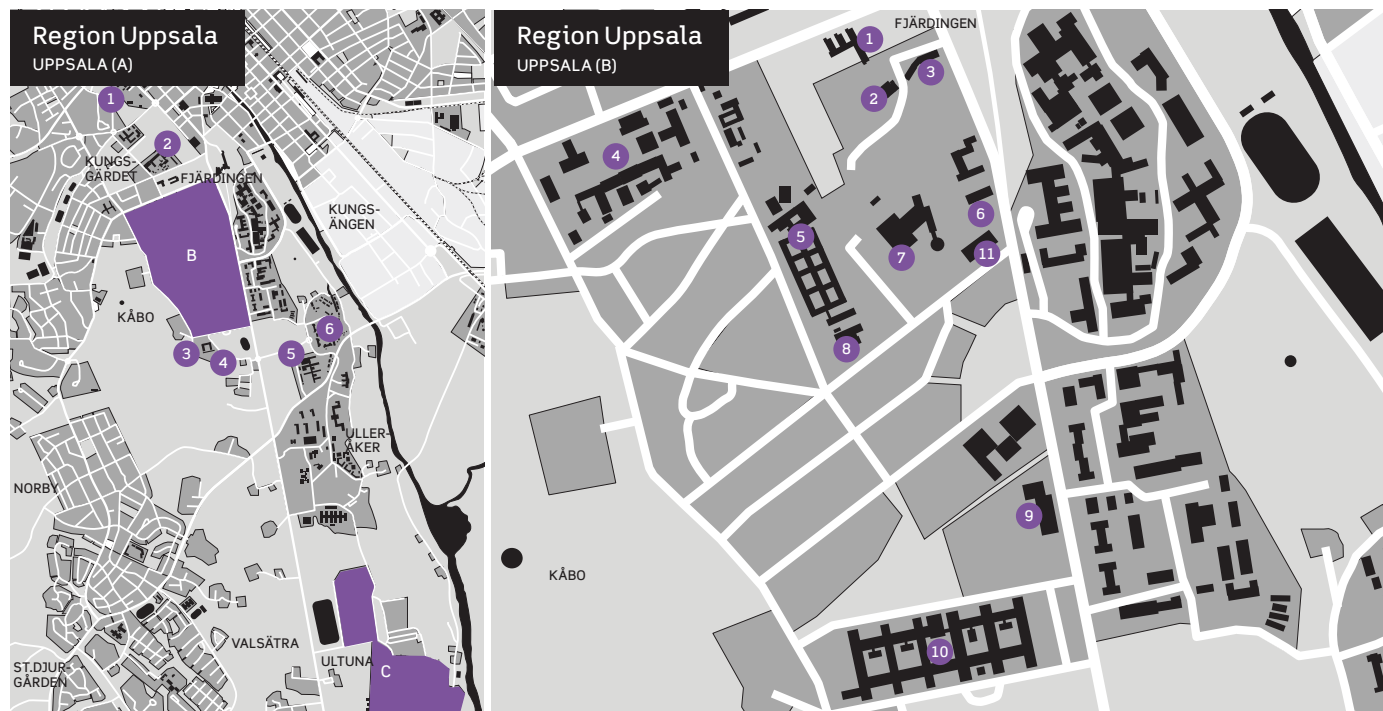 Region Uppsala
UPPSALA (A)
1
2
KUNGS-
GÄRDET
FJÄRDINGEN
KUNGS-
ÄNGEN
B
KÅBO
6
3
4
5
ULLER-
ÅKER
NORBY
VALSÄTRA
ST.DJUR-
GÅRDEN
ULTUNA
C
Region Uppsala
UPPSALA (B)
FJÄRDINGEN
1
3
2
4
6
5
11
7
8
9
KÅBO
10